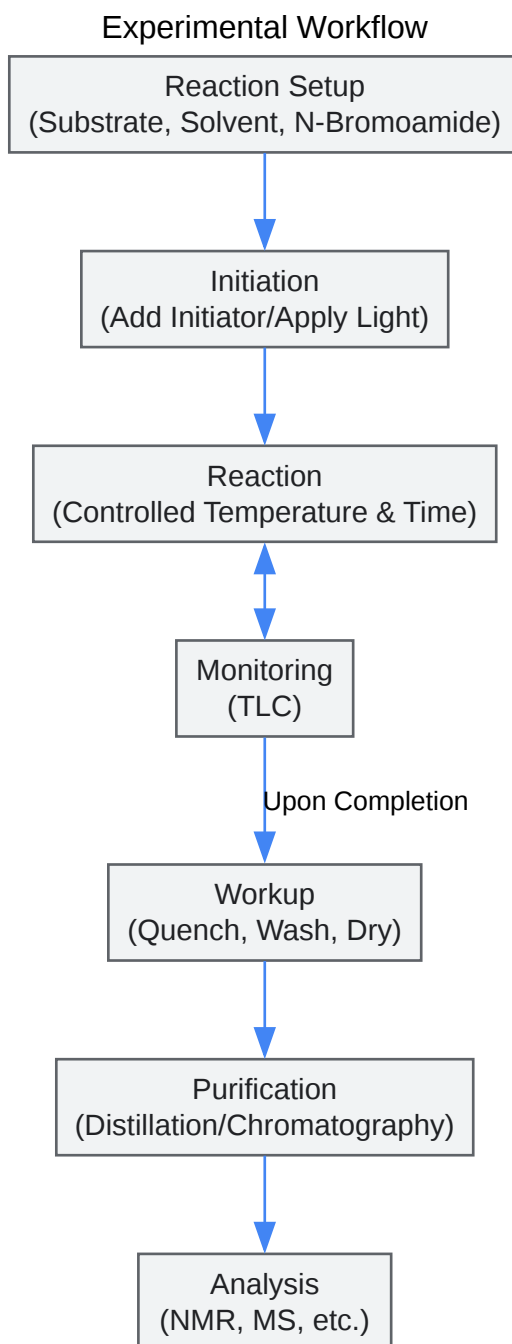 Experimental Workflow
Reaction Setup
(Substrate, Solvent, N-Bromoamide)
Initiation
(Add Initiator/Apply Light)
Reaction
(Controlled Temperature & Time)
Monitoring
(TLC)
Upon Completion
Workup
(Quench, Wash, Dry)
Purification
(Distillation/Chromatography)
Analysis
(NMR, MS, etc.)